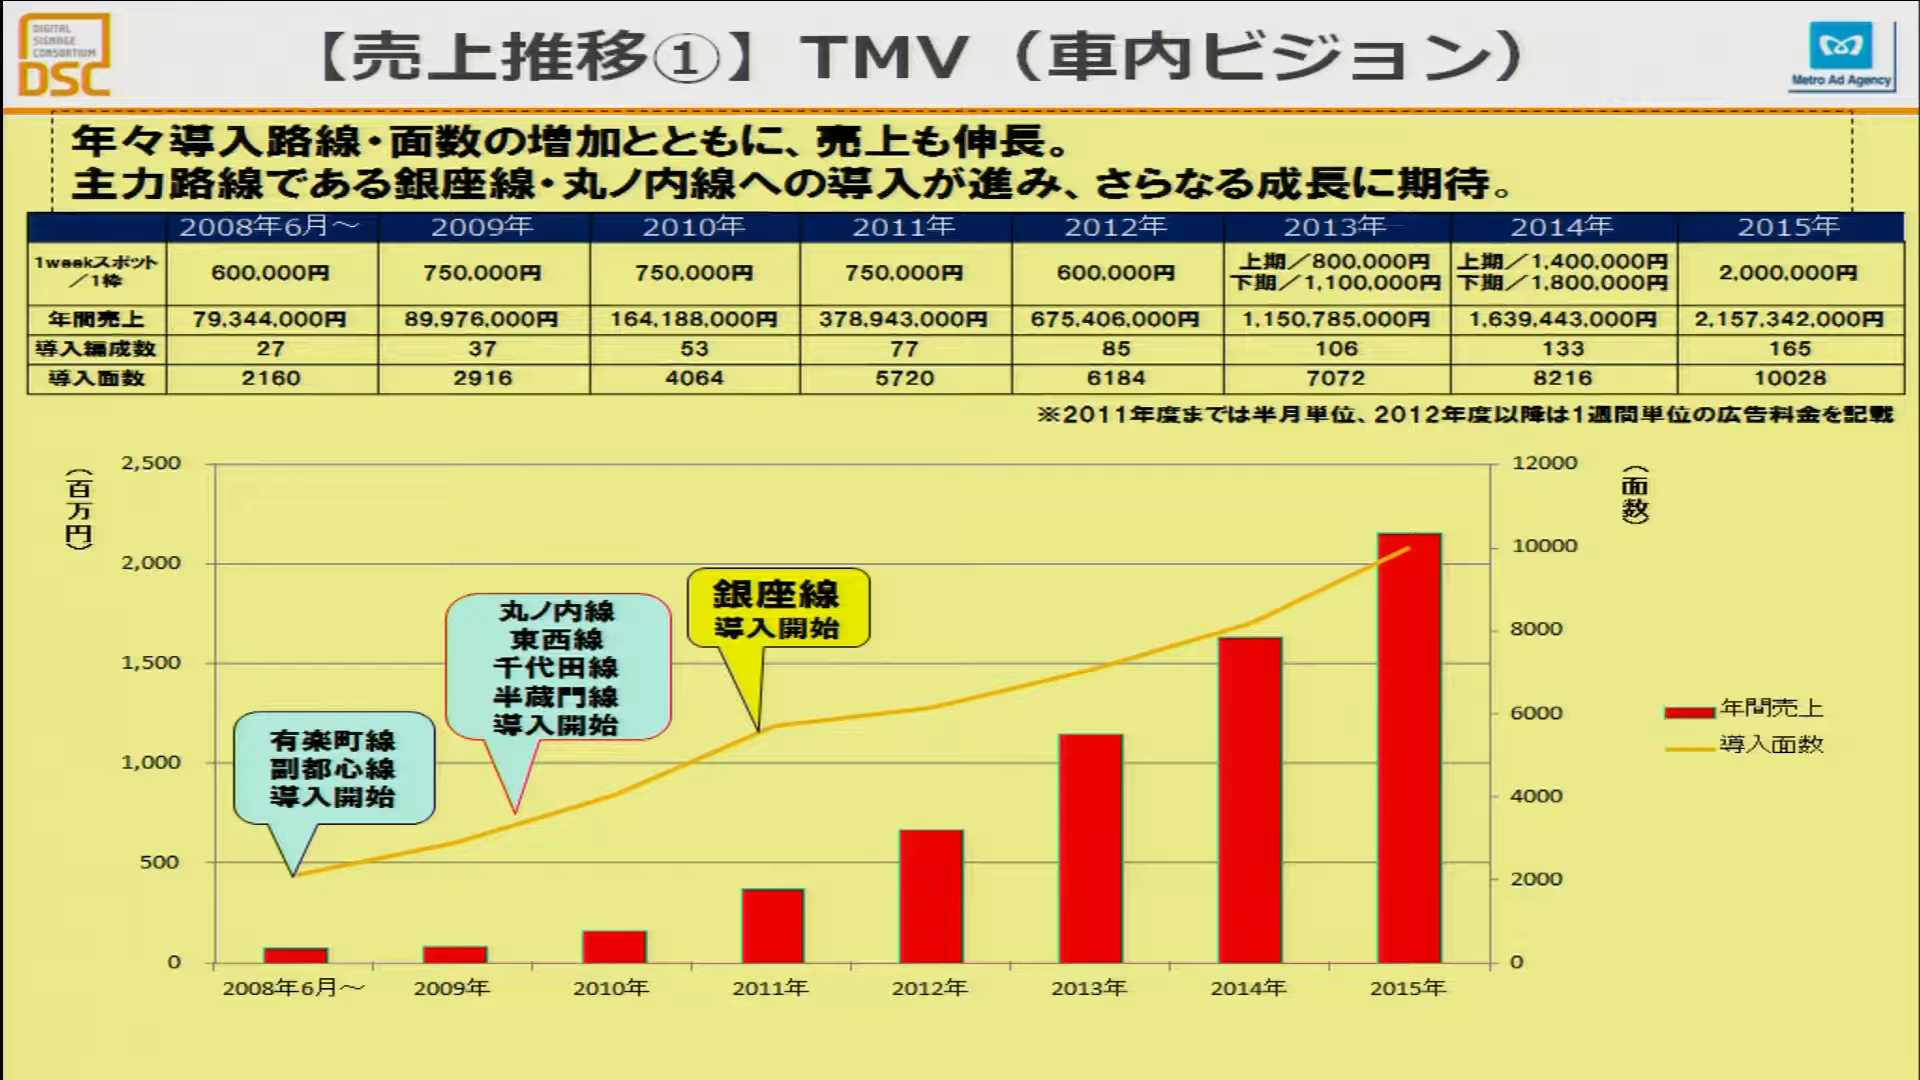 DIGITAL
SIGNAGE
CONSORTIUM
DSC
【売上推移①】TMV（車内ビジョン）
Metro Ad Agency
年々導入路線・面数の増加とともに、売上も伸長。
主力路線である銀座線・丸ノ内線への導入が進み、さらなる成長に期待。
2008年6月～ 2009年 2010年 2011年 2012年 2013年 2014年 2015年
1weekスポット／1枠 600,000円 750,000円 750,000円 750,000円 600,000円 上期／800,000円 下期／1,100,000円 上期／1,400,000円 下期／1,800,000円 2,000,000円
年間売上 79,344,000円 89,976,000円 164,188,000円 378,943,000円 675,406,000円 1,150,785,000円 1,639,443,000円 2,157,342,000円
導入編成数 27 37 53 77 85 106 133 165
導入面数 2160 2916 4064 5720 6184 7072 8216 10028
※2011年度までは半月単位、2012年度以降は1週間単位の広告料金を記載
（百万円）
2,500
2,000
1,500
1,000
500
0
有楽町線
副都心線
導入開始
丸ノ内線
東西線
千代田線
半蔵門線
導入開始
銀座線
導入開始
12000
10000
8000
6000
4000
2000
0
（面数）
年間売上
導入面数
2008年6月～ 2009年 2010年 2011年 2012年 2013年 2014年 2015年